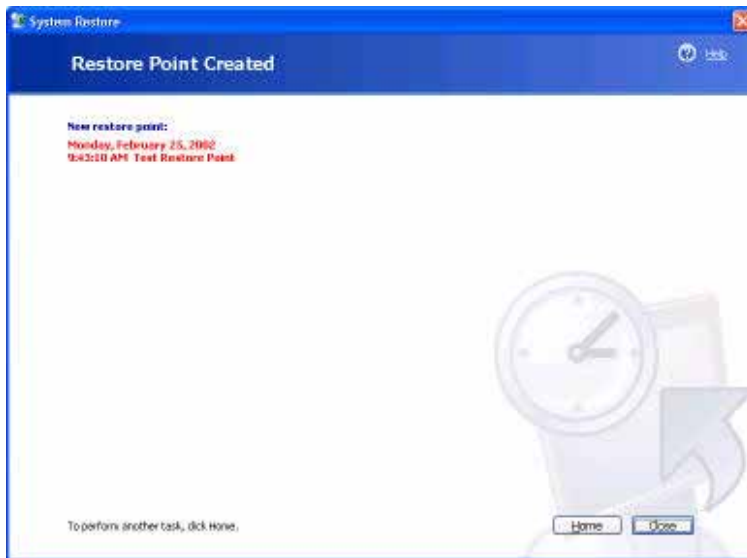 System Restore
Restore Point Created
Help
New restore point:
Monday, February 25, 2002
9:43:10 AM Test Restore Point
To perform another task, click Home.
Home
Close